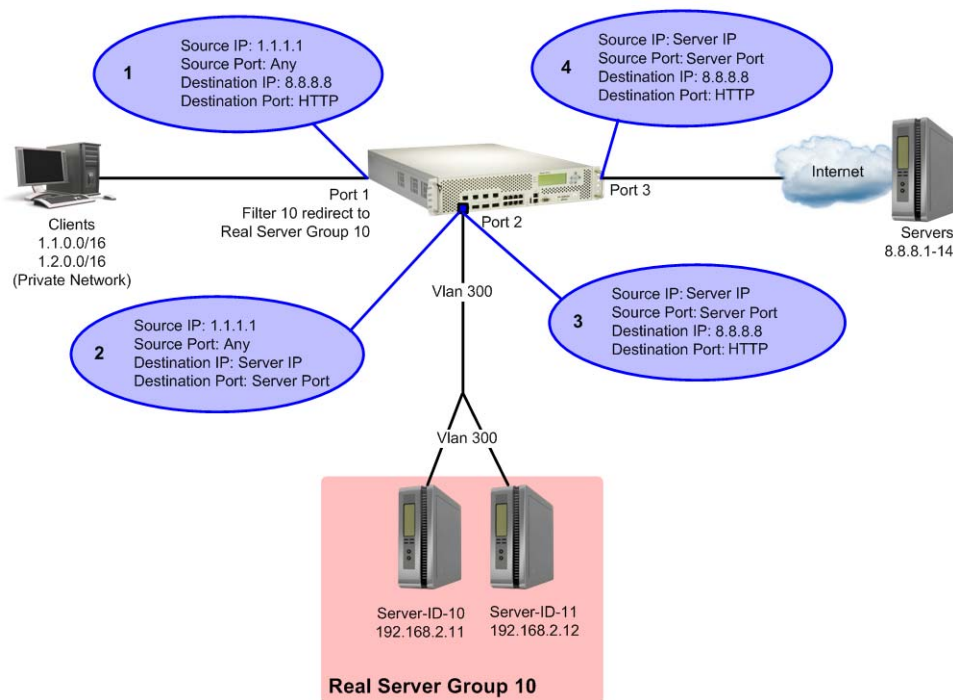 1
Source IP: 1.1.1.1
Source Port: Any
Destination IP: 8.8.8.8
Destination Port: HTTP
4
Source IP: Server IP
Source Port: Server Port
Destination IP: 8.8.8.8
Destination Port: HTTP
Clients
1.1.0.0/16
1.2.0.0/16
(Private Network)
Port 1
Filter 10 redirect to
Real Server Group 10
Port 2
Port 3
Internet
Servers
8.8.8.1-14
2
Source IP: 1.1.1.1
Source Port: Any
Destination IP: Server IP
Destination Port: Server Port
Vlan 300
3
Source IP: Server IP
Source Port: Server Port
Destination IP: 8.8.8.8
Destination Port: HTTP
Vlan 300
Server-ID-10
192.168.2.11
Server-ID-11
192.168.2.12
Real Server Group 10